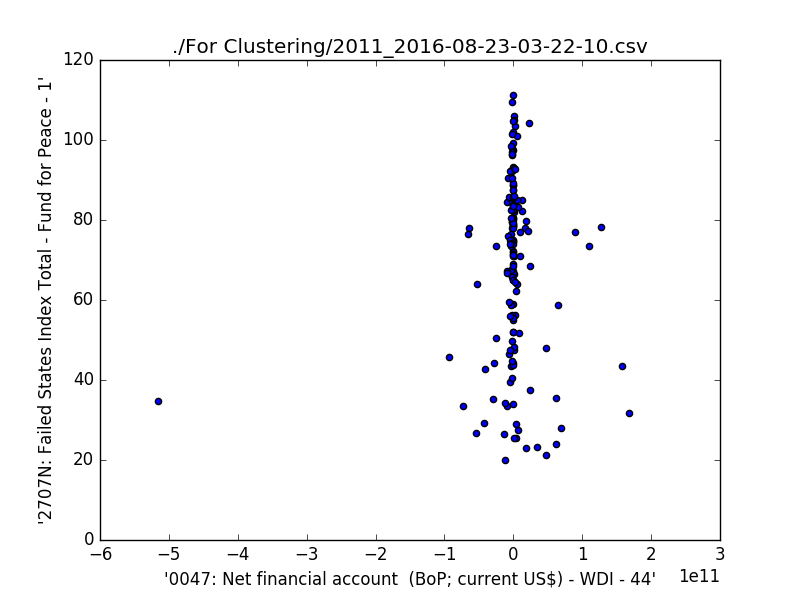 ./For Clustering/2011_2016-08-23-03-22-10.csv
'2707N: Failed States Index Total - Fund for Peace - 1'
120
100
80
60
40
20
0
−6 −5 −4 −3 −2 −1 0 1 2 3
1e11
'0047: Net financial account  (BoP; current US$) - WDI - 44'